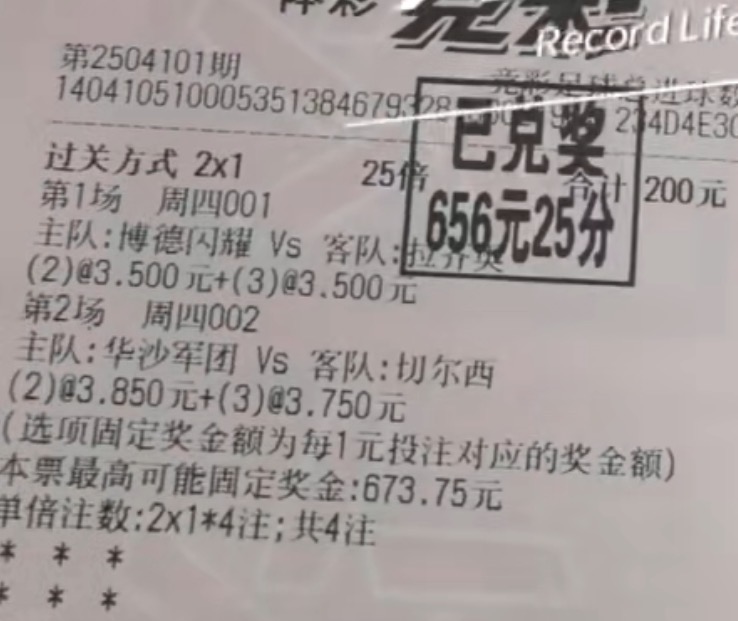 体彩 竞彩
Record Life
第2504101期
竞彩足球总进球数
234D4E30
过关方式 2x1
25倍
合计 200元
已兑奖
656元25分
第1场 周四001
主队:博德闪耀 Vs 客队:拉齐奥
(2)@3.500元+(3)@3.500元
第2场 周四002
主队:华沙军团 Vs 客队:切尔西
(2)@3.850元+(3)@3.750元
(选项固定奖金额为每1元投注对应的奖金额)
本票最高可能固定奖金:673.75元
单倍注数:2x1*4注;共4注
* * *
* * *